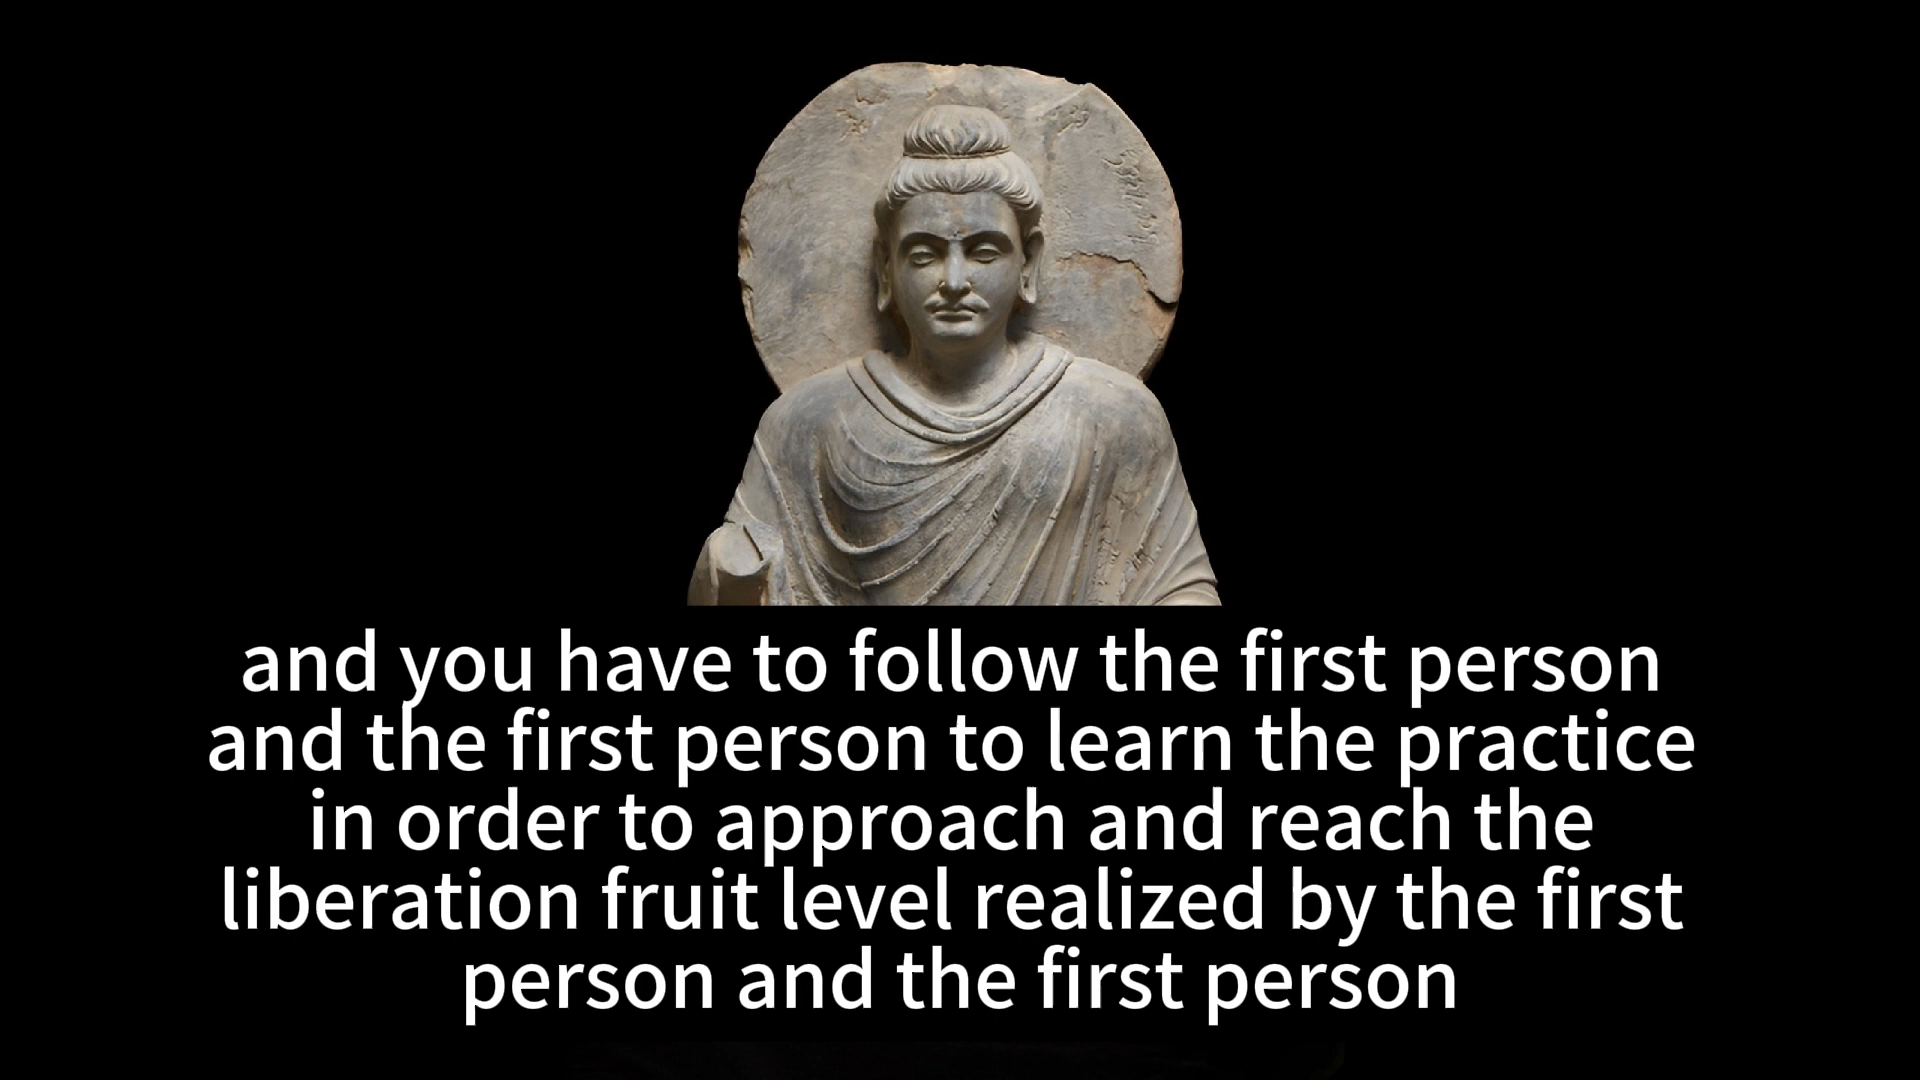 and you have to follow the first person
and the first person to learn the practice
in order to approach and reach the
liberation fruit level realized by the first
person and the first person